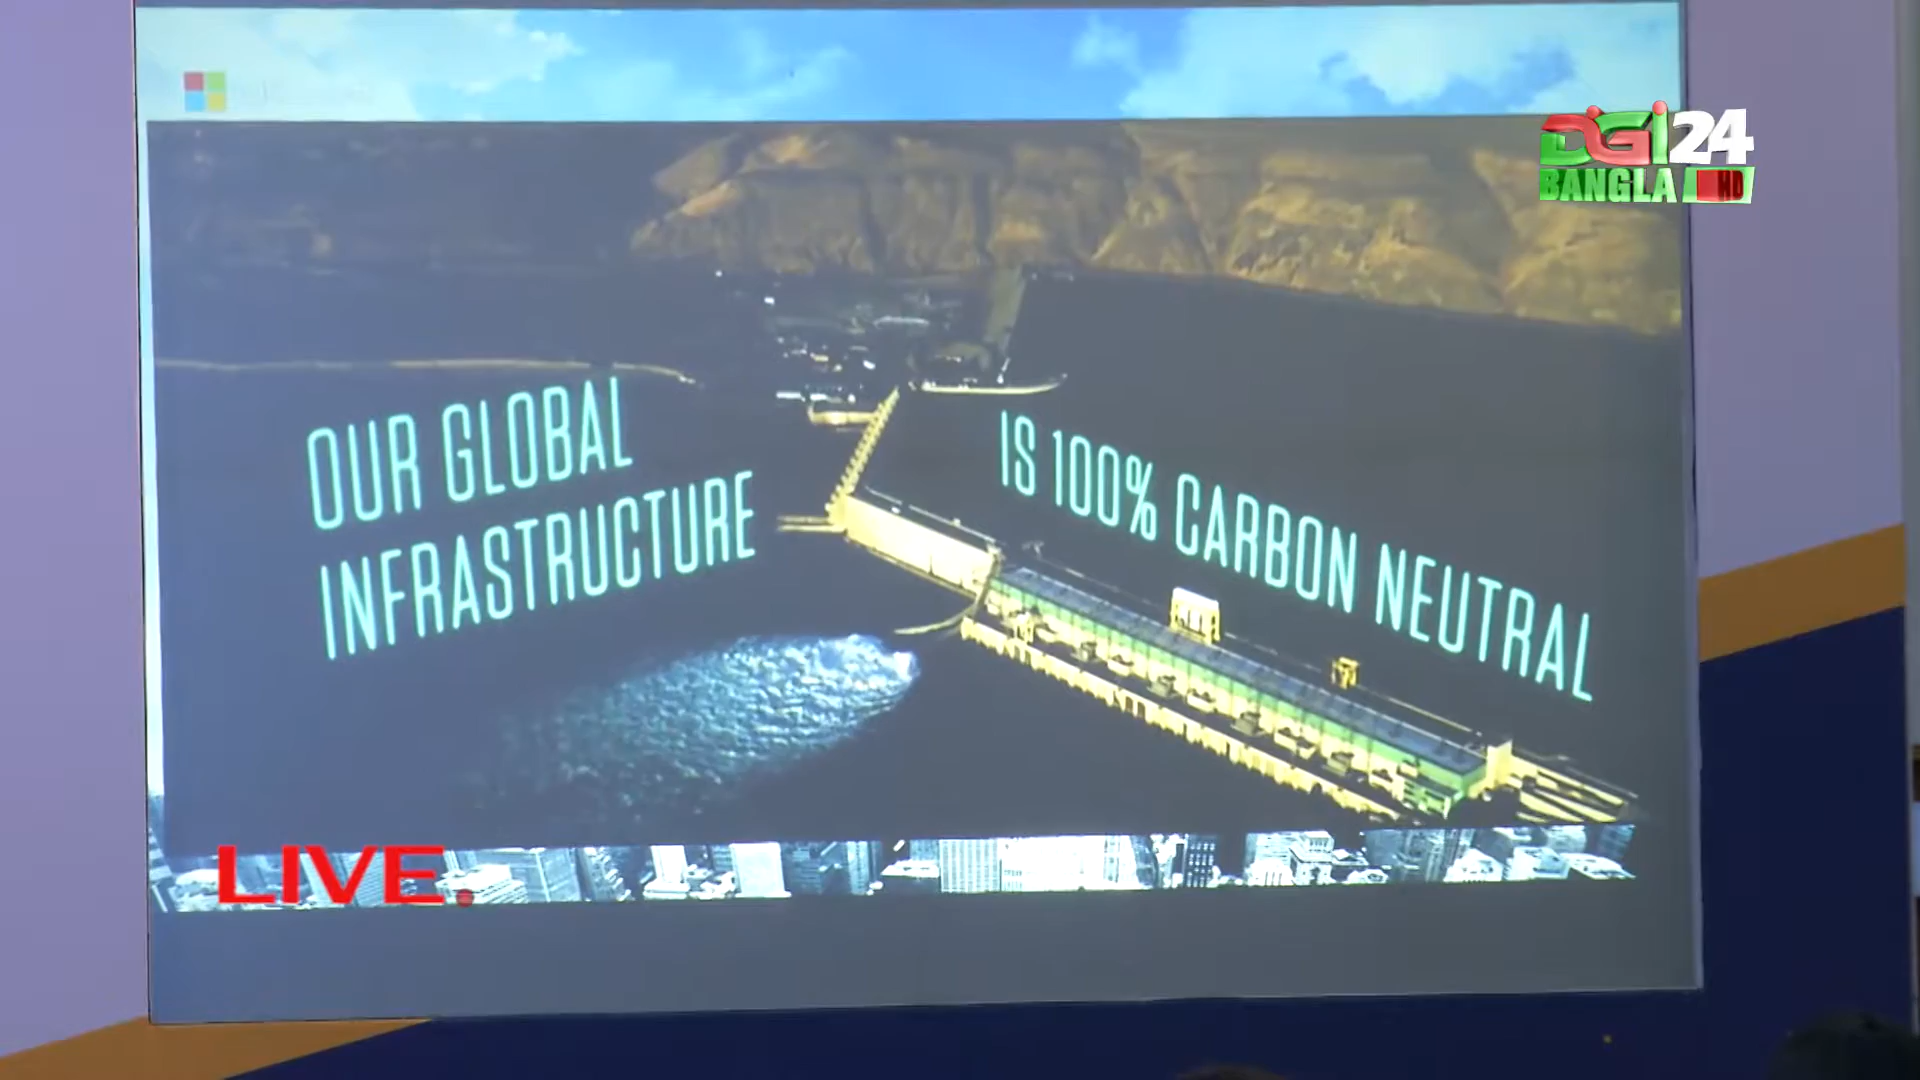 DGI24
BANGLA HD
OUR GLOBAL
INFRASTRUCTURE
IS 100% CARBON NEUTRAL
LIVE.